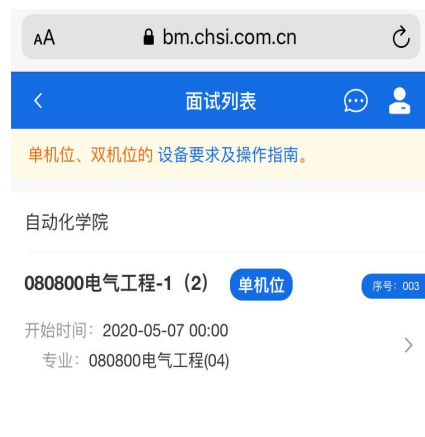 AA bm.chsi.com.cn
面试列表
单机位、双机位的 设备要求及操作指南。
自动化学院
080800电气工程-1（2） 单机位 序号：003
开始时间：2020-05-07 00:00
专业：080800电气工程(04)